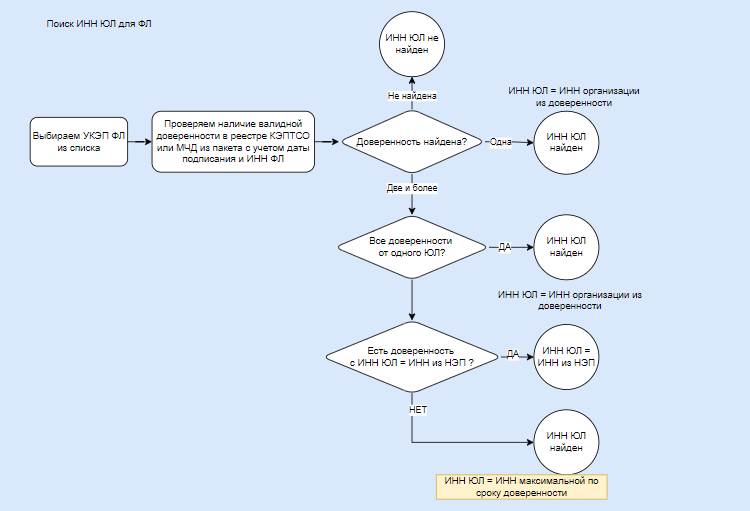 Поиск ИНН ЮЛ для ФЛ
ИНН ЮЛ не
найден
Не найдена
ИНН ЮЛ = ИНН организации
из доверенности
Выбираем УКЭП ФЛ
из списка
Проверяем наличие валидной
доверенности в реестре КЭПТСО
или МЧД из пакета с учетом даты
подписания и ИНН ФЛ
Доверенность найдена?
Одна
ИНН ЮЛ
найден
Две и более
Все доверенности
от одного ЮЛ?
ДА
ИНН ЮЛ
найден
ИНН ЮЛ = ИНН организации из
доверенности
Есть доверенность
с ИНН ЮЛ = ИНН из НЭП ?
ДА
ИНН ЮЛ =
ИНН из НЭП
НЕТ
ИНН ЮЛ
найден
ИНН ЮЛ = ИНН максимальной по
сроку доверенности